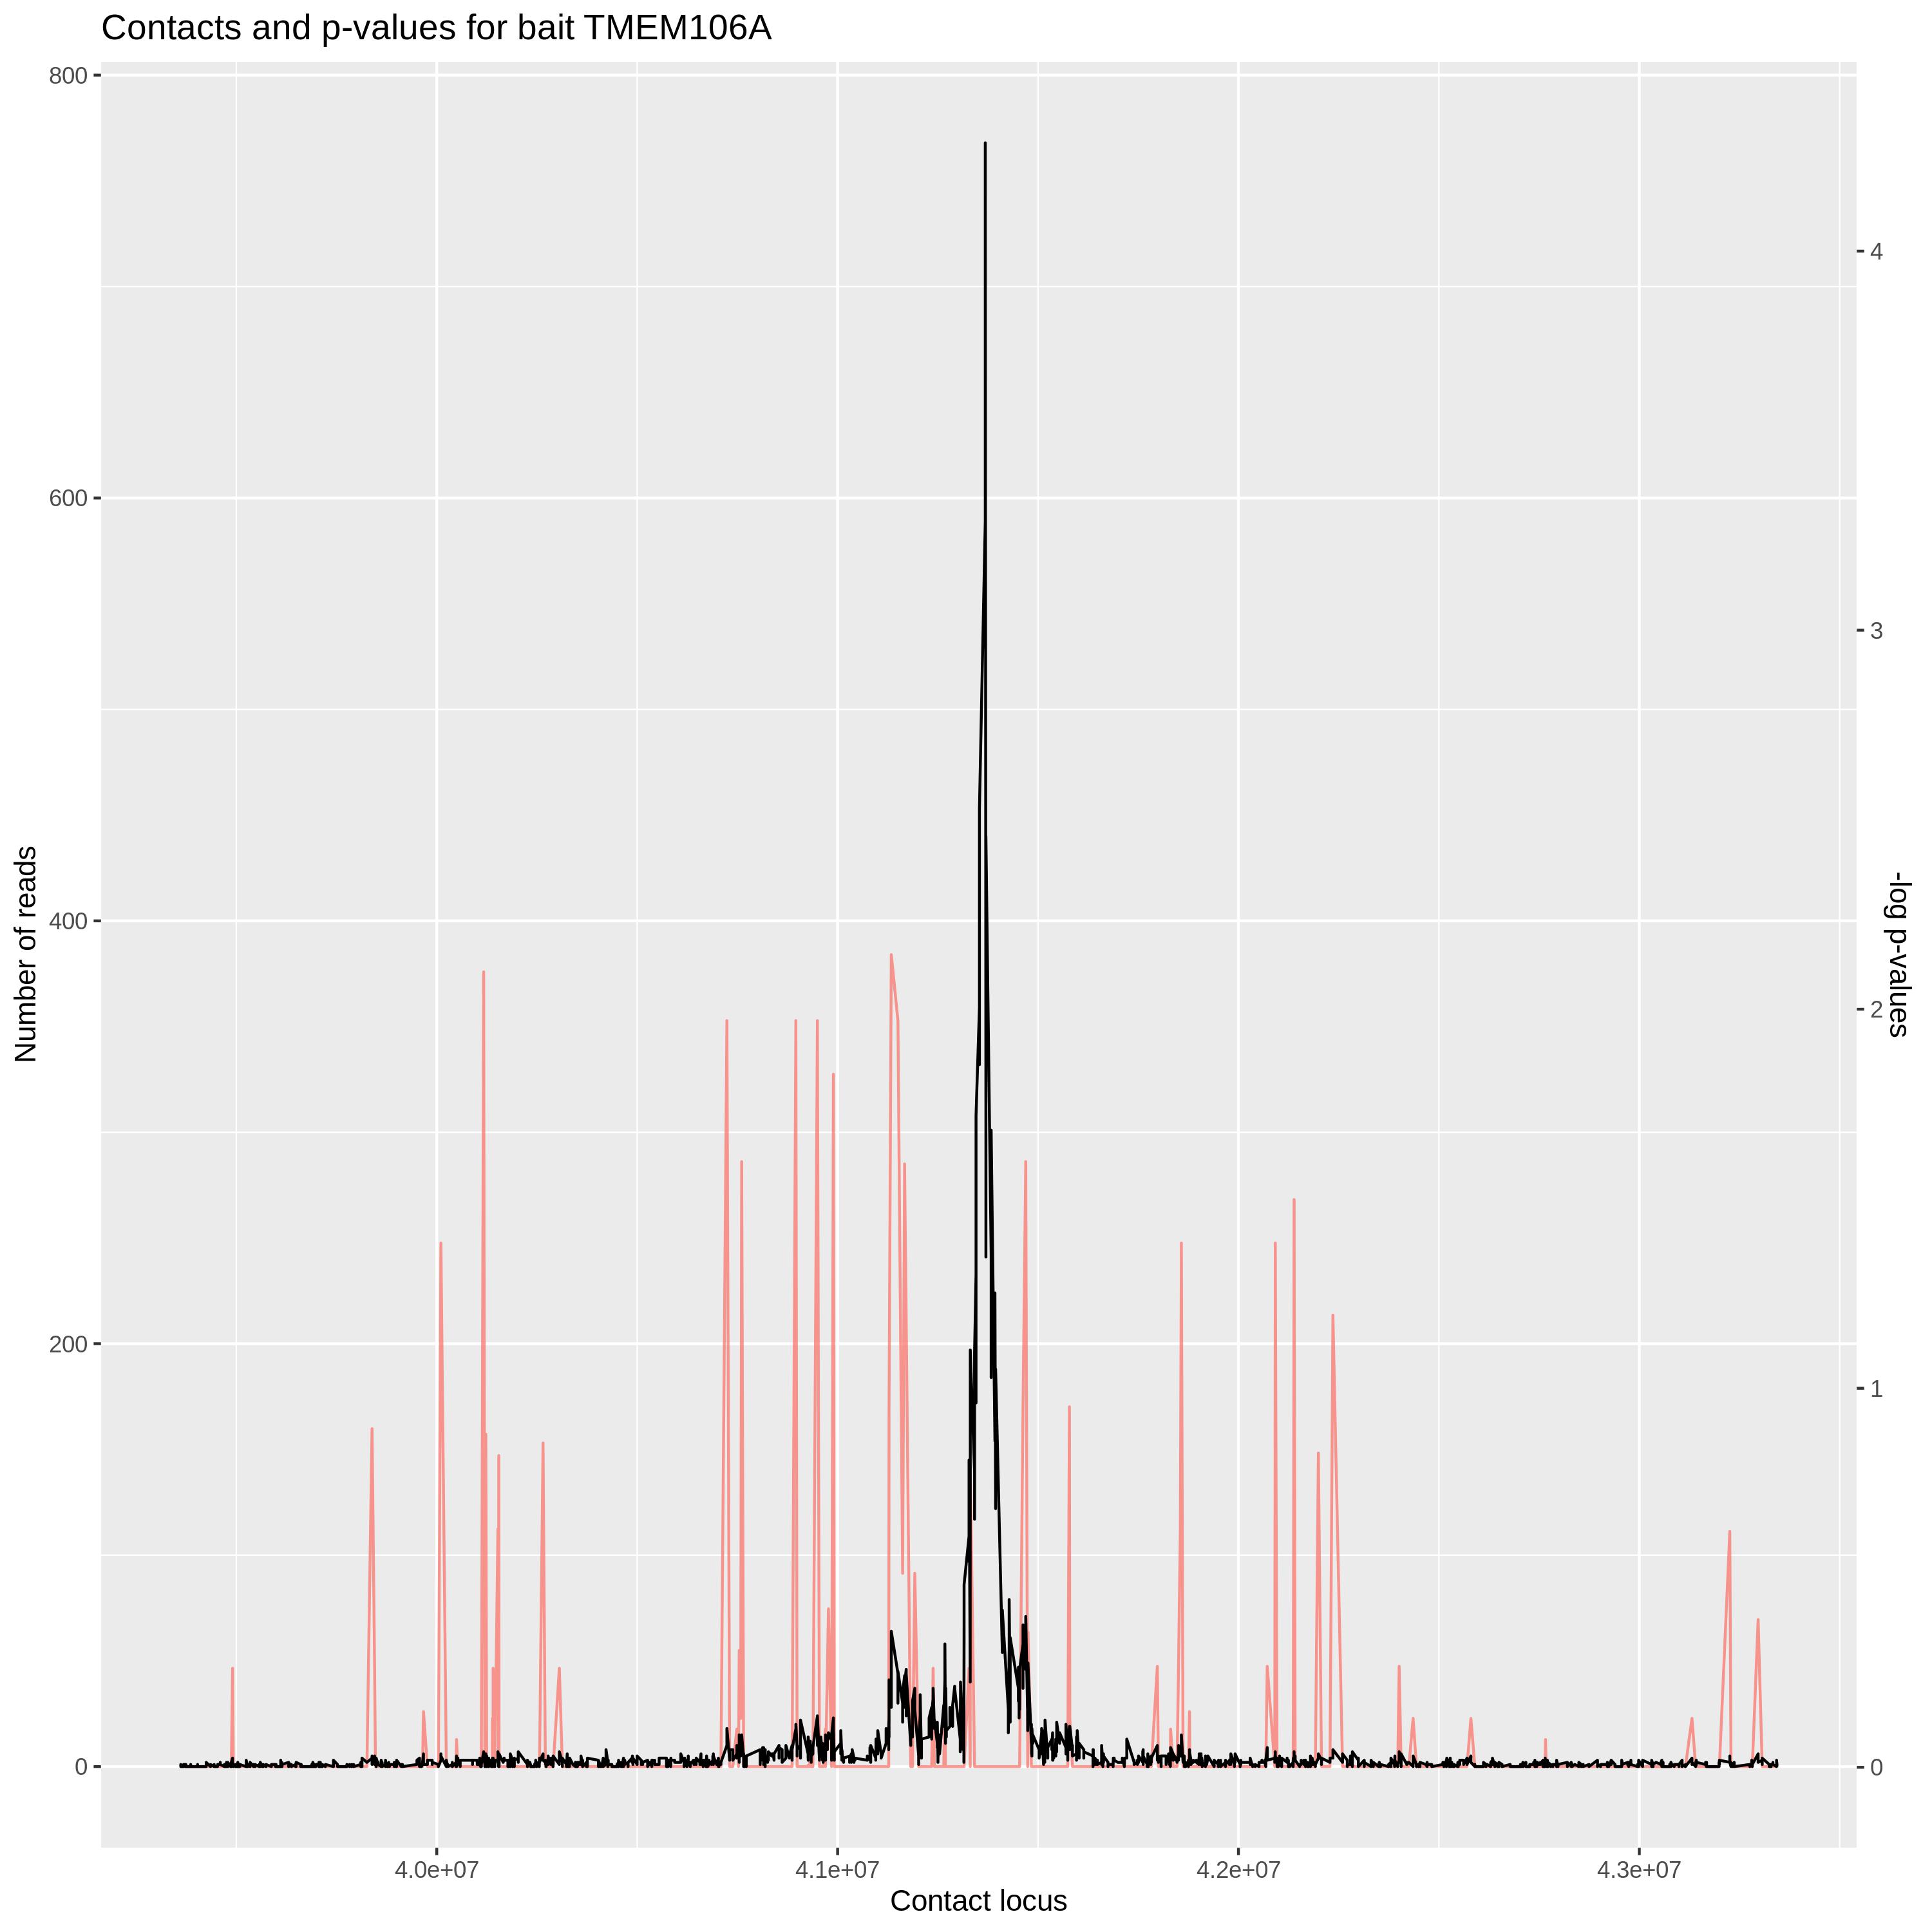 Contacts and p-values for bait TMEM106A
800
600
400
200
0
Number of reads
4
3
2
1
0
-log p-values
4.0e+07
4.1e+07
4.2e+07
4.3e+07
Contact locus